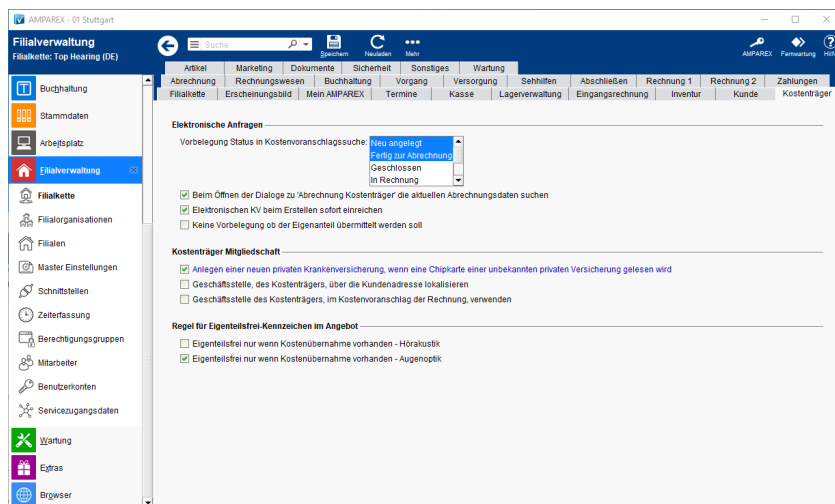 AMPAREX - 01 Stuttgart
Filialverwaltung
Filialkette: Top Hearing (DE)
Suche
Speichern
Neuladen
Mehr
AMPAREX
Fernwartung
Hilfe
Artikel Marketing Dokumente Sicherheit Sonstiges Wartung
Abrechnung Rechnungswesen Buchhaltung Vorgang Versorgung Sehhilfen Abschließen Rechnung 1 Rechnung 2 Zahlungen
Filialkette Erscheinungsbild Mein AMPAREX Termine Kasse Lagerverwaltung Eingangsrechnung Inventur Kunde Kostenträger
Buchhaltung
Stammdaten
Arbeitsplatz
Filialverwaltung
Filialkette
Filialorganisationen
Filialen
Master Einstellungen
Schnittstellen
Zeiterfassung
Berechtigungsgruppen
Mitarbeiter
Benutzerkonten
Servicezugangsdaten
Wartung
Extras
Browser
Elektronische Anfragen
Vorbelegung Status in Kostenvoranschlagssuche:
Neu angelegt
Fertig zur Abrechnung
Geschlossen
In Rechnung
Beim Öffnen der Dialoge zu 'Abrechnung Kostenträger' die aktuellen Abrechnungsdaten suchen
Elektronischen KV beim Erstellen sofort einreichen
Keine Vorbelegung ob der Eigenanteil übermittelt werden soll
Kostenträger Mitgliedschaft
Anlegen einer neuen privaten Krankenversicherung, wenn eine Chipkarte einer unbekannten privaten Versicherung gelesen wird
Geschäftsstelle, des Kostenträgers, über die Kundenadresse lokalisieren
Geschäftsstelle des Kostenträgers, im Kostenvoranschlag der Rechnung, verwenden
Regel für Eigenteilsfrei-Kennzeichen im Angebot
Eigenteilsfrei nur wenn Kostenübernahme vorhanden - Hörakustik
Eigenteilsfrei nur wenn Kostenübernahme vorhanden - Augenoptik